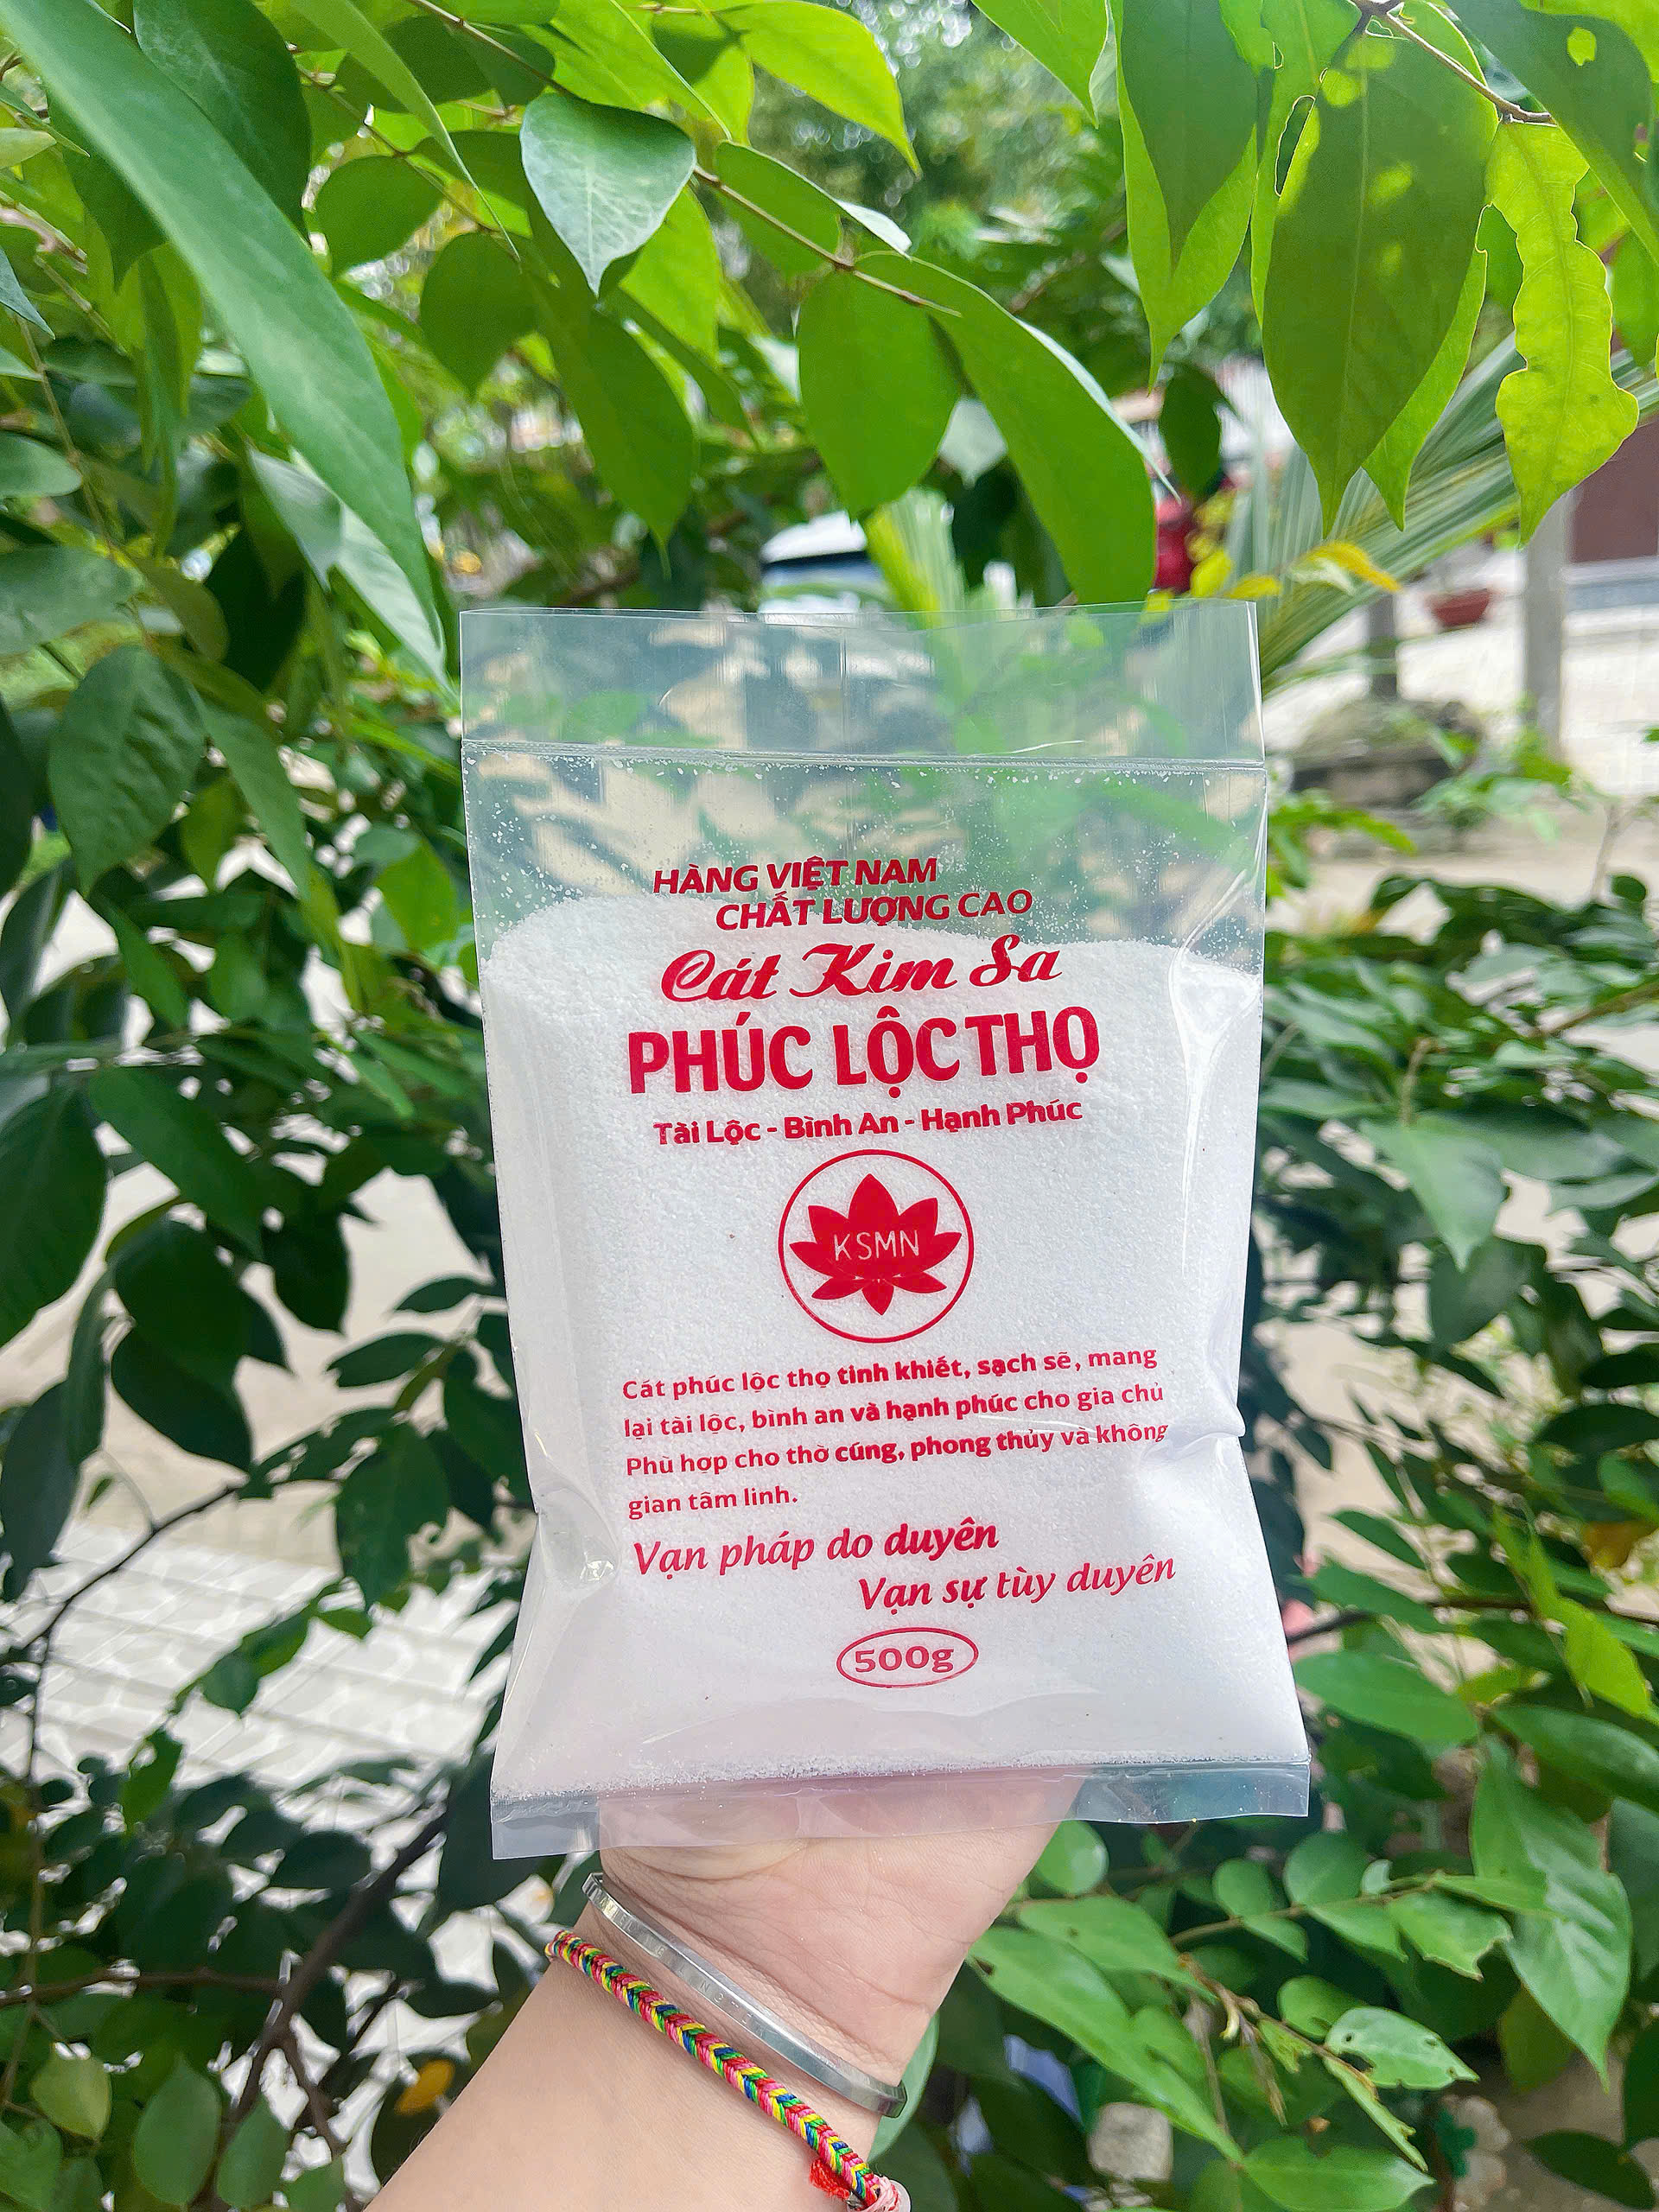 HÀNG VIỆT NAM
CHẤT LƯỢNG CAO
Cát Kim Sa
PHÚC LỘC THỌ
Tài Lộc - Bình An - Hạnh Phúc
KSMN
Cát phúc lộc thọ tinh khiết, sạch sẽ, mang
lại tài lộc, bình an và hạnh phúc cho gia chủ
Phù hợp cho thờ cúng, phong thủy và không
gian tâm linh.
Vạn pháp do duyên
Vạn sự tùy duyên
500g